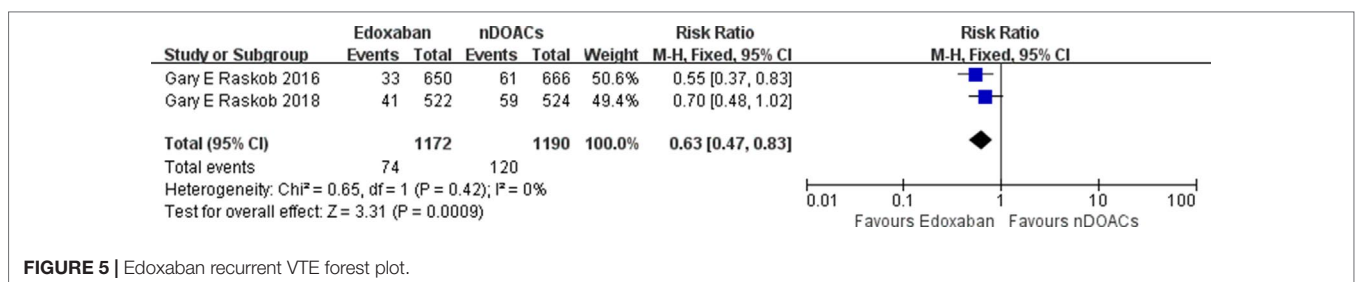 Edoxaban nDOACs Risk Ratio Risk Ratio
Study or Subgroup Events Total Events Total Weight M-H, Fixed, 95% CI M-H, Fixed, 95% CI
Gary E Raskob 2016 33 650 61 666 50.6% 0.55 [0.37, 0.83]
Gary E Raskob 2018 41 522 59 524 49.4% 0.70 [0.48, 1.02]
Total (95% CI) 1172 1190 100.0% 0.63 [0.47, 0.83]
Total events 74 120
Heterogeneity: Chi² = 0.65, df = 1 (P = 0.42); I² = 0%
Test for overall effect: Z = 3.31 (P = 0.0009)
0.01 0.1 1 10 100
Favours Edoxaban Favours nDOACs
FIGURE 5 | Edoxaban recurrent VTE forest plot.